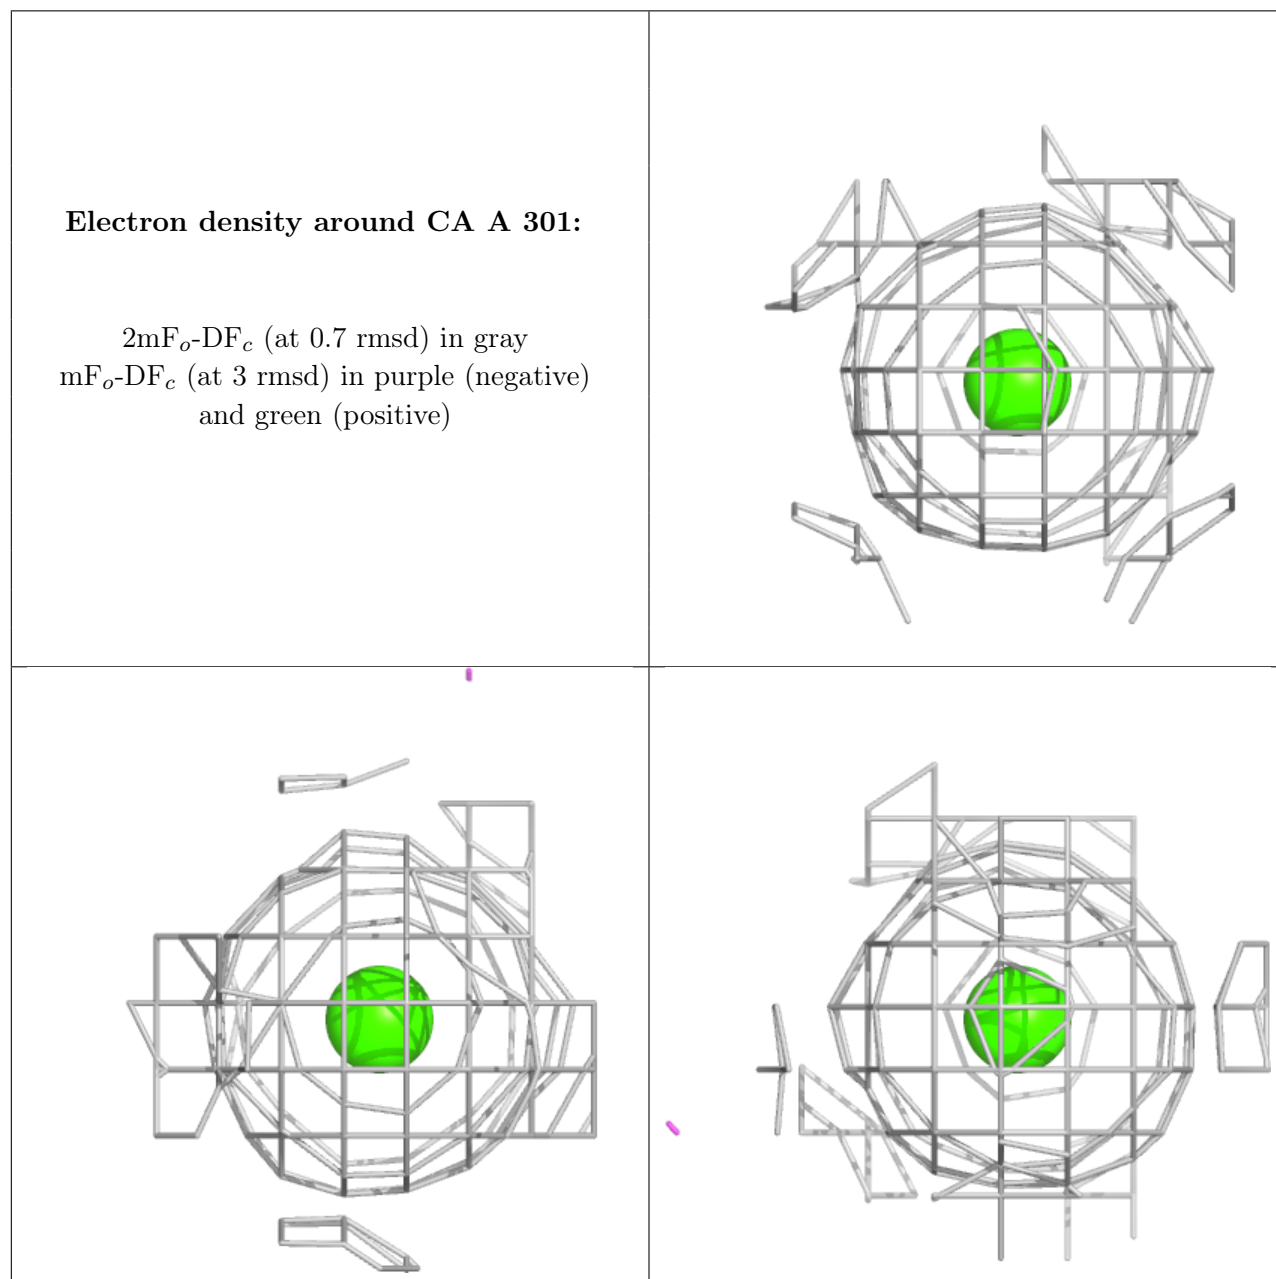 Electron density around CA A 301:
2mFo-DFc (at 0.7 rmsd) in gray
mFo-DFc (at 3 rmsd) in purple (negative)
and green (positive)